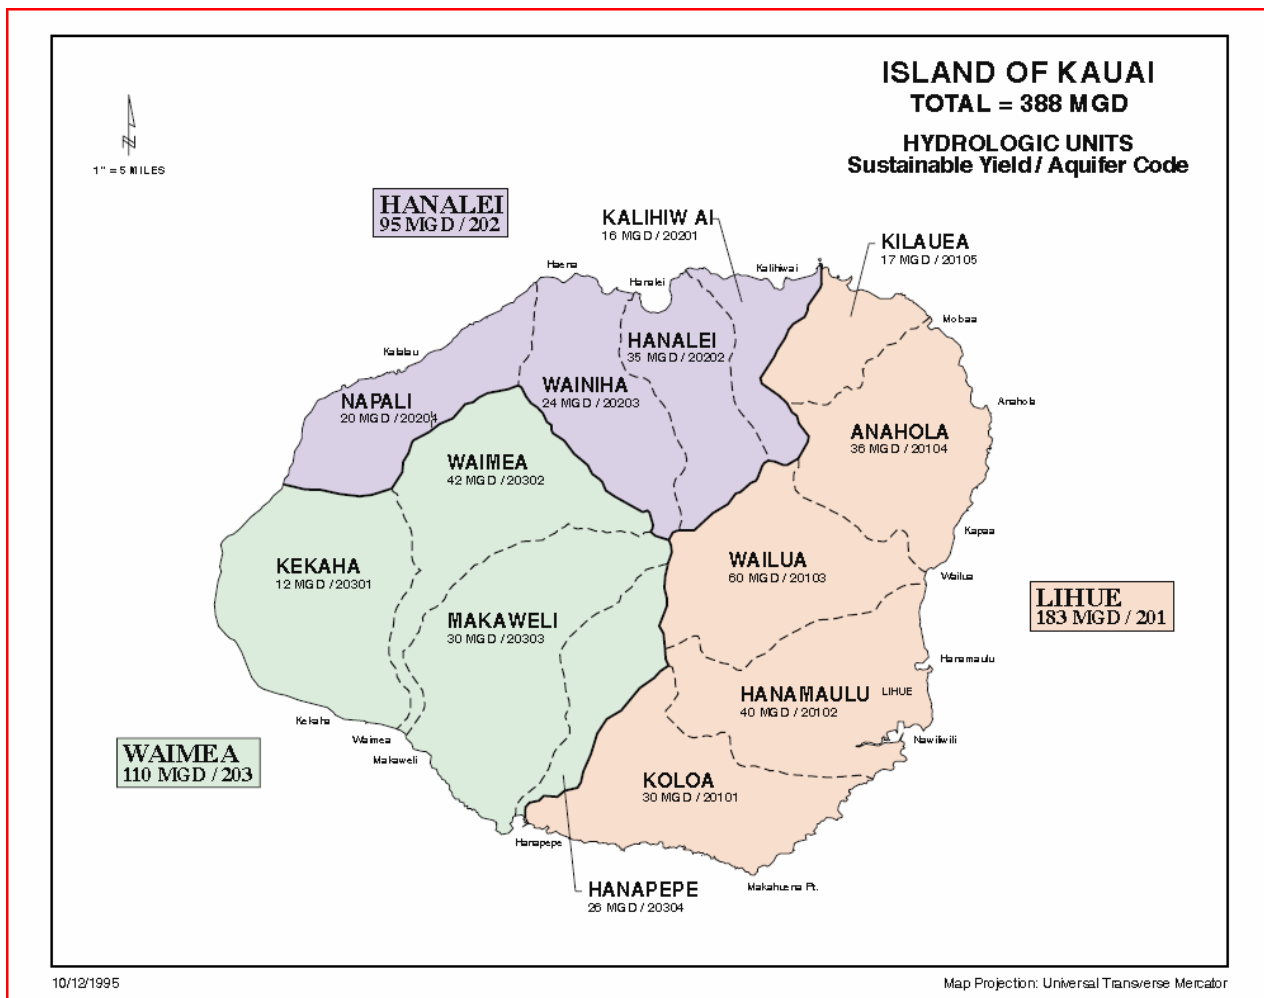 ISLAND OF KAUAI
TOTAL = 388 MGD
HYDROLOGIC UNITS
Sustainable Yield / Aquifer Code
1" = 5 MILES
HANALEI
95 MGD / 202
KALIHIW AI
16 MGD / 20201
KILAUEA
17 MGD / 20105
Haena
Hanalei
Kalihiwai
Moloaa
Kalalau
HANALEI
35 MGD / 20202
WAINIHA
24 MGD / 20203
NAPALI
20 MGD / 20204
Anahola
ANAHOLA
36 MGD / 20104
WAIMEA
42 MGD / 20302
Kapaa
KEKAHA
12 MGD / 20301
WAILUA
60 MGD / 20103
Wailua
LIHUE
183 MGD / 201
MAKAWELI
30 MGD / 20303
Hanamaulu
HANAMAULU
40 MGD / 20102
LIHUE
Kekaha
Waimea
Makaweli
Nawiliwili
WAIMEA
110 MGD / 203
KOLOA
30 MGD / 20101
Hanapepe
HANAPEPE
26 MGD / 20304
Makahuena Pt.
10/12/1995
Map Projection: Universal Transverse Mercator